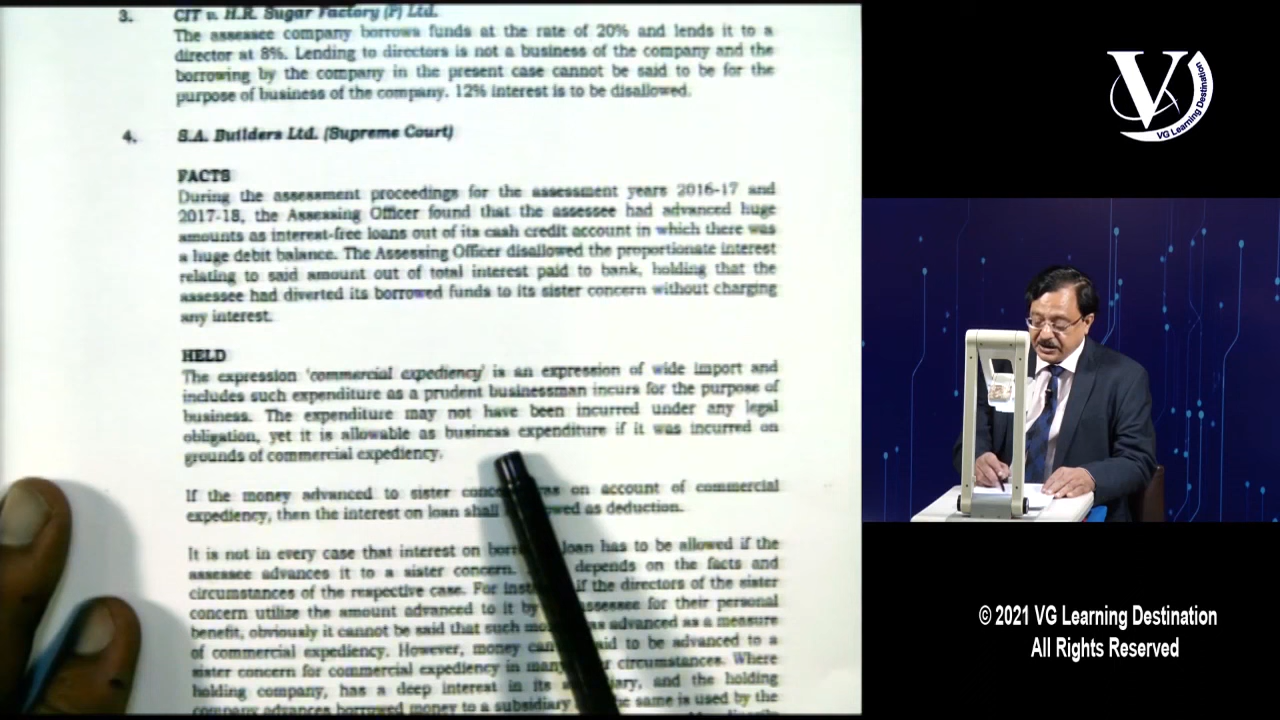 3. CIT v. H.R. Sugar Factory (P) Ltd.
The assessee company borrows funds at the rate of 20% and lends it to a
director at 8%. Lending to directors is not a business of the company and the
borrowing by the company in the present case cannot be said to be for the
purpose of business of the company. 12% interest is to be disallowed.
4. S.A. Builders Ltd. (Supreme Court)
FACTS
During the assessment proceedings for the assessment years 2016-17 and
2017-18, the Assessing Officer found that the assessee had advanced huge
amounts as interest-free loans out of its cash credit account in which there was
a huge debit balance. The Assessing Officer disallowed the proportionate interest
relating to said amount out of total interest paid to bank, holding that the
assessee had diverted its borrowed funds to its sister concern without charging
any interest.
HELD
The expression 'commercial expediency' is an expression of wide import and
includes such expenditure as a prudent businessman incurs for the purpose of
business. The expenditure may not have been incurred under any legal
obligation, yet it is allowable as business expenditure if it was incurred on
grounds of commercial expediency.
If the money advanced to sister on account of commercial
expediency, then the interest on loan shall as deduction.
It is not in every case that interest on loan has to be allowed if the
assessee advances it to a sister concern. depends on the facts and
circumstances of the respective case. For if the directors of the sister
concern utilize the amount advanced to it by for their personal
benefit, obviously it cannot be said that such advanced as a measure
of commercial expediency. However, money to be advanced to a
sister concern for commercial expediency in circumstances. Where
holding company, has a deep interest in its and the holding
company advances borrowed money to a subsidiary same is used by the
V
VG Learning Destination
© 2021 VG Learning Destination
All Rights Reserved